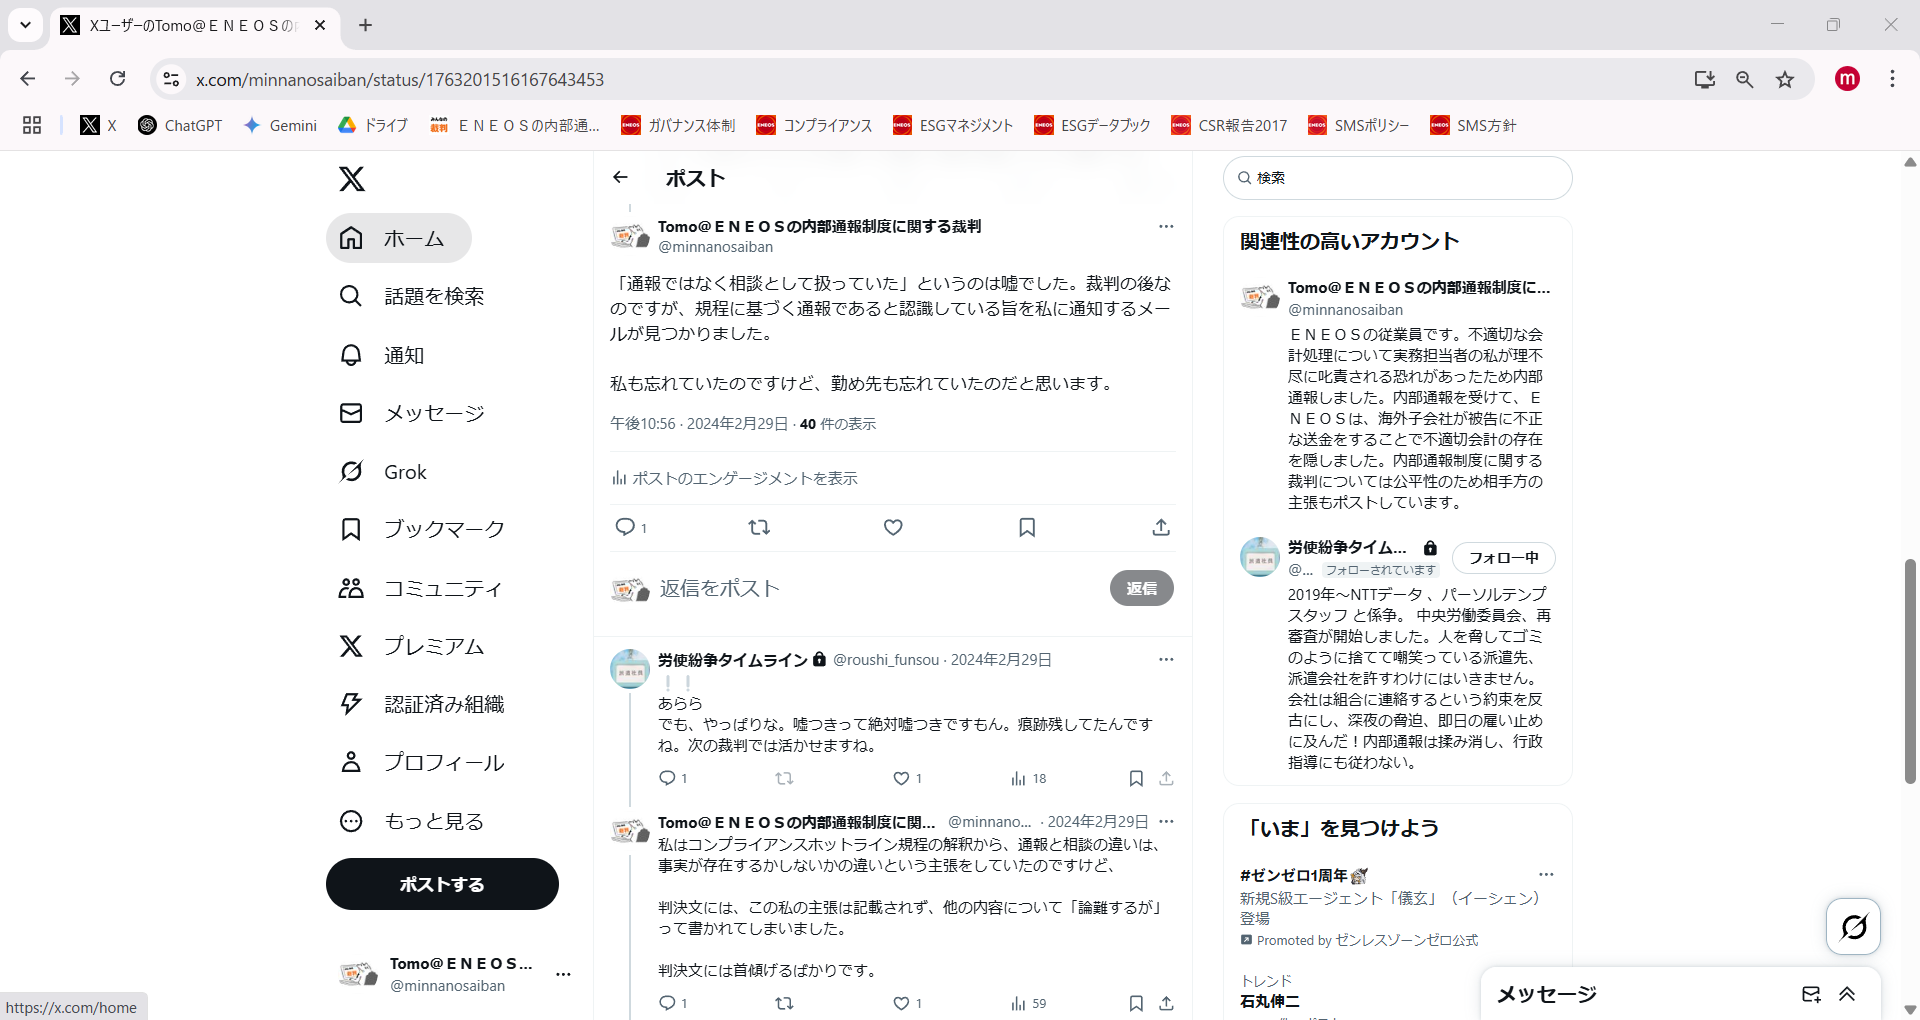 XユーザーのTomo@ＥＮＥＯＳの
x.com/minnanosaiban/status/1763201516167643453
m
X
ChatGPT
Gemini
ドライブ
ＥＮＥＯＳの内部通...
ガバナンス体制
コンプライアンス
ESGマネジメント
ESGデータブック
CSR報告2017
SMSポリシー
SMS方針
ホーム
話題を検索
通知
メッセージ
Grok
ブックマーク
コミュニティ
プレミアム
認証済み組織
プロフィール
もっと見る
ポストする
Tomo@ＥＮＥＯＳ...
@minnanosaiban
https://x.com/home
ポスト
Tomo@ＥＮＥＯＳの内部通報制度に関する裁判
@minnanosaiban
「通報ではなく相談として扱っていた」というのは嘘でした。裁判の後な
のですが、規程に基づく通報であると認識している旨を私に通知するメー
ルが見つかりました。
私も忘れていたのですけど、勤め先も忘れていたのだと思います。
午後10:56 · 2024年2月29日 · 40 件の表示
ポストのエンゲージメントを表示
1
返信をポスト
返信
労使紛争タイムライン @roushi_funsou · 2024年2月29日
❕❕
あらら
でも、やっぱりな。嘘つきって絶対嘘つきですもん。痕跡残してたんです
ね。次の裁判では活かせますね。
1 1 18
Tomo@ＥＮＥＯＳの内部通報制度に関... @minnano... · 2024年2月29日
私はコンプライアンスホットライン規程の解釈から、通報と相談の違いは、
事実が存在するかしないかの違いという主張をしていたのですけど、
判決文には、この私の主張は記載されず、他の内容について「論難するが」
って書かれてしまいました。
判決文には首傾げるばかりです。
1 1 59
検索
関連性の高いアカウント
Tomo@ＥＮＥＯＳの内部通報制度に...
@minnanosaiban
ＥＮＥＯＳの従業員です。不適切な会
計処理について実務担当者の私が理不
尽に叱責される恐れがあったため内部
通報しました。内部通報を受けて、Ｅ
ＮＥＯＳは、海外子会社が被告に不正
な送金をすることで不適切会計の存在
を隠しました。内部通報制度に関する
裁判については公平性のため相手方の
主張もポストしています。
労使紛争タイム...
@... フォローされています
フォロー中
2019年～NTTデータ 、パーソルテンプ
スタッフ と係争。 中央労働委員会、再
審査が開始しました。人を脅してゴミ
のように捨てて嘲笑っている派遣先、
派遣会社を許すわけにはいきません。
会社は組合に連絡するという約束を反
古にし、深夜の脅迫、即日の雇い止め
に及んだ！内部通報は揉み消し、行政
指導にも従わない。
「いま」を見つけよう
#ゼンゼロ1周年
新規S級エージェント「儀玄」（イーシェン）
登場
Promoted by ゼンレスゾーンゼロ公式
トレンド
石丸伸二
メッセージ